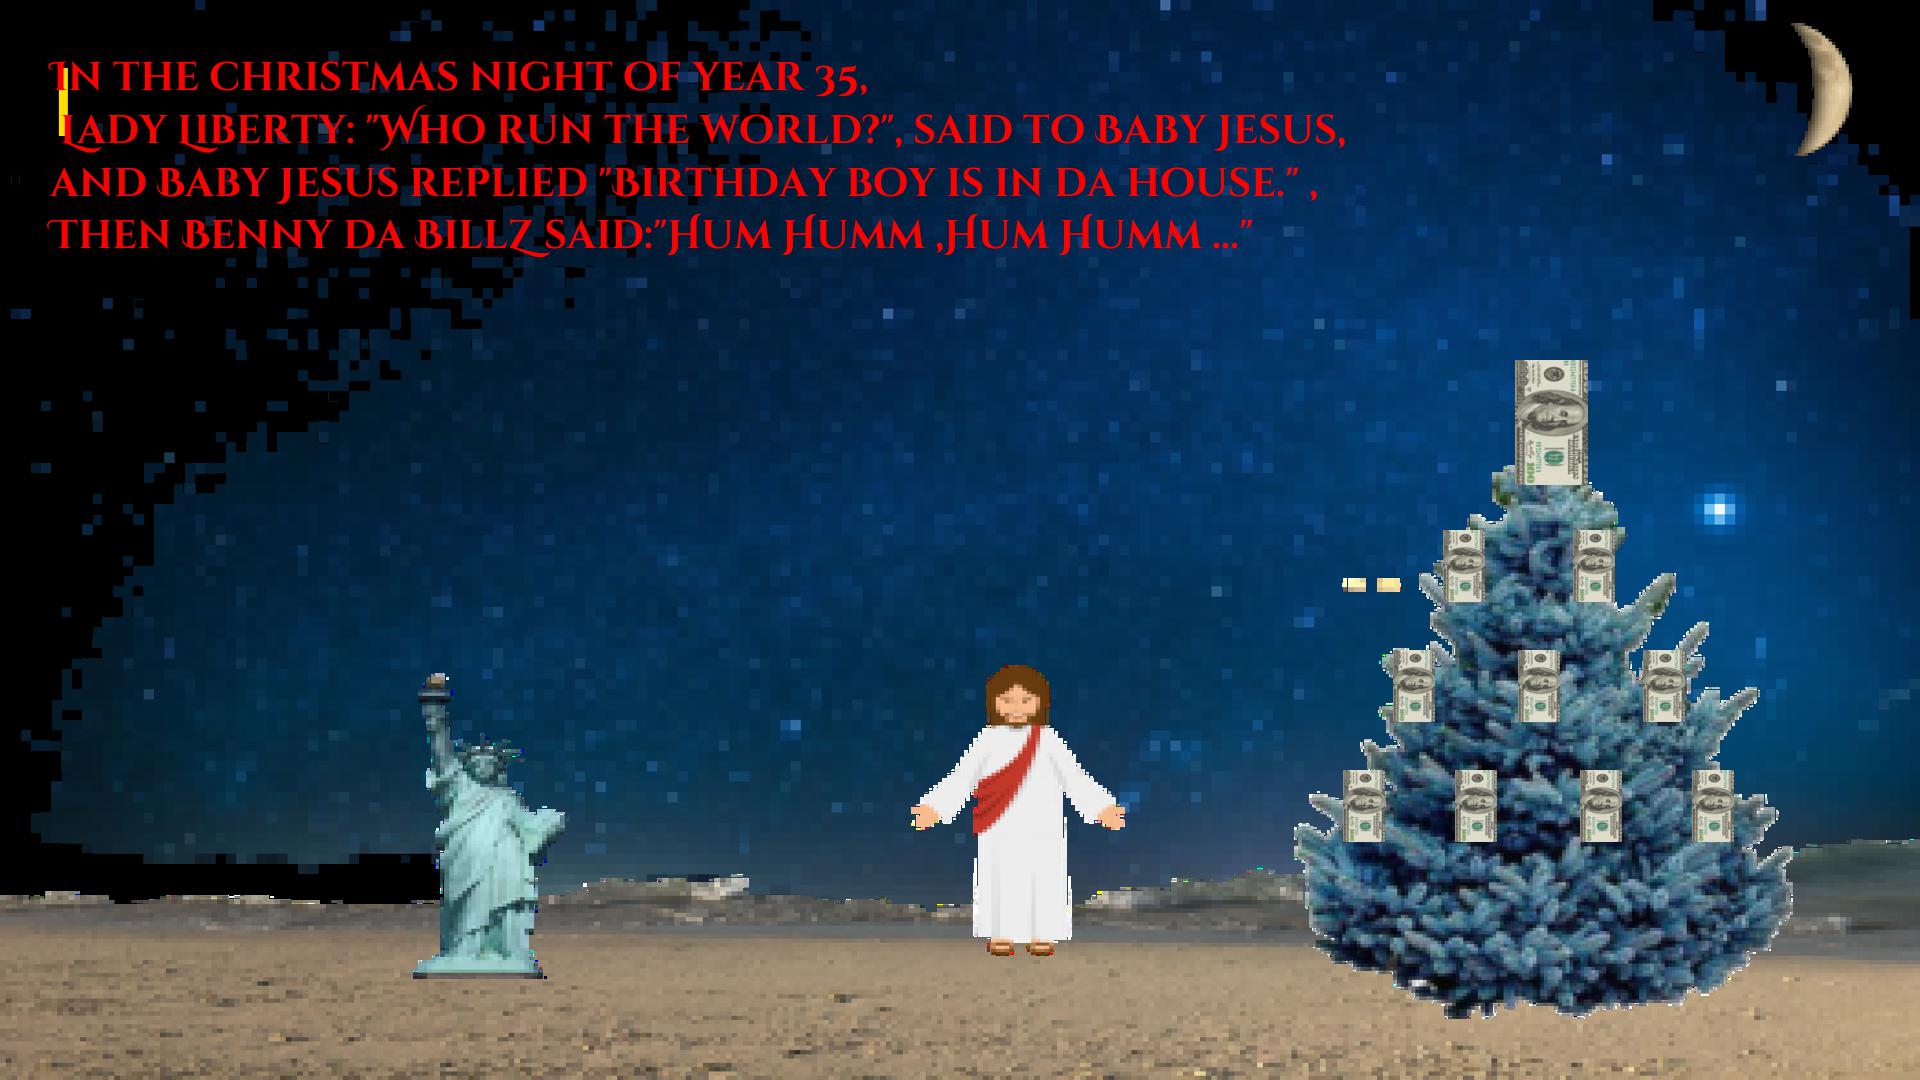 In the Christmas night of year 35,
Lady Liberty: "Who run the world?", said to Baby Jesus,
and Baby Jesus replied "Birthday boy is in da house." ,
Then Benny da Billz said:"Hum Humm ,Hum Humm ..."